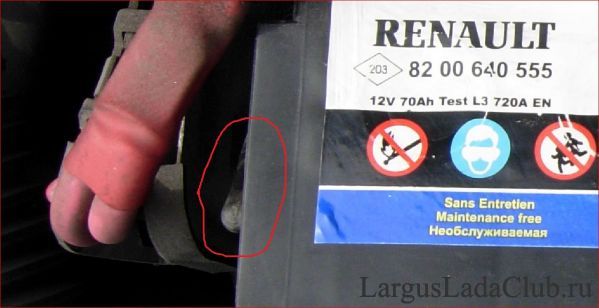 RENAULT
203 82 00 640 555
12V 70Ah Test L3 720A EN
Sans Entretien
Maintenance free
Необслуживаемая
LargusLadaClub.ru